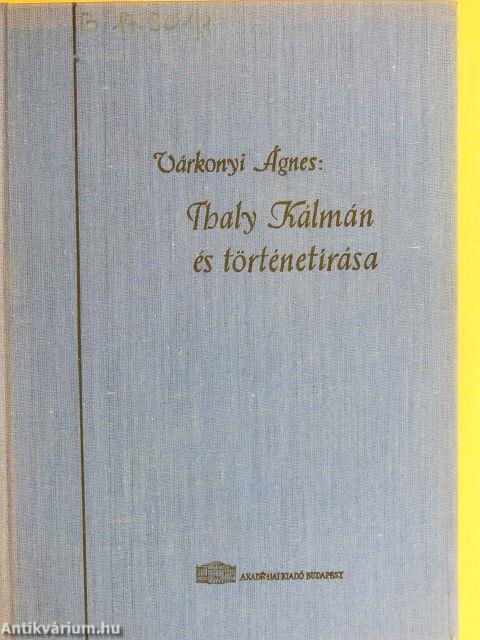 Várkonyi Ágnes:
Thaly Kálmán
és történetírása
AKADÉMIAI KIADÓ BUDAPEST
Antikvárium.hu